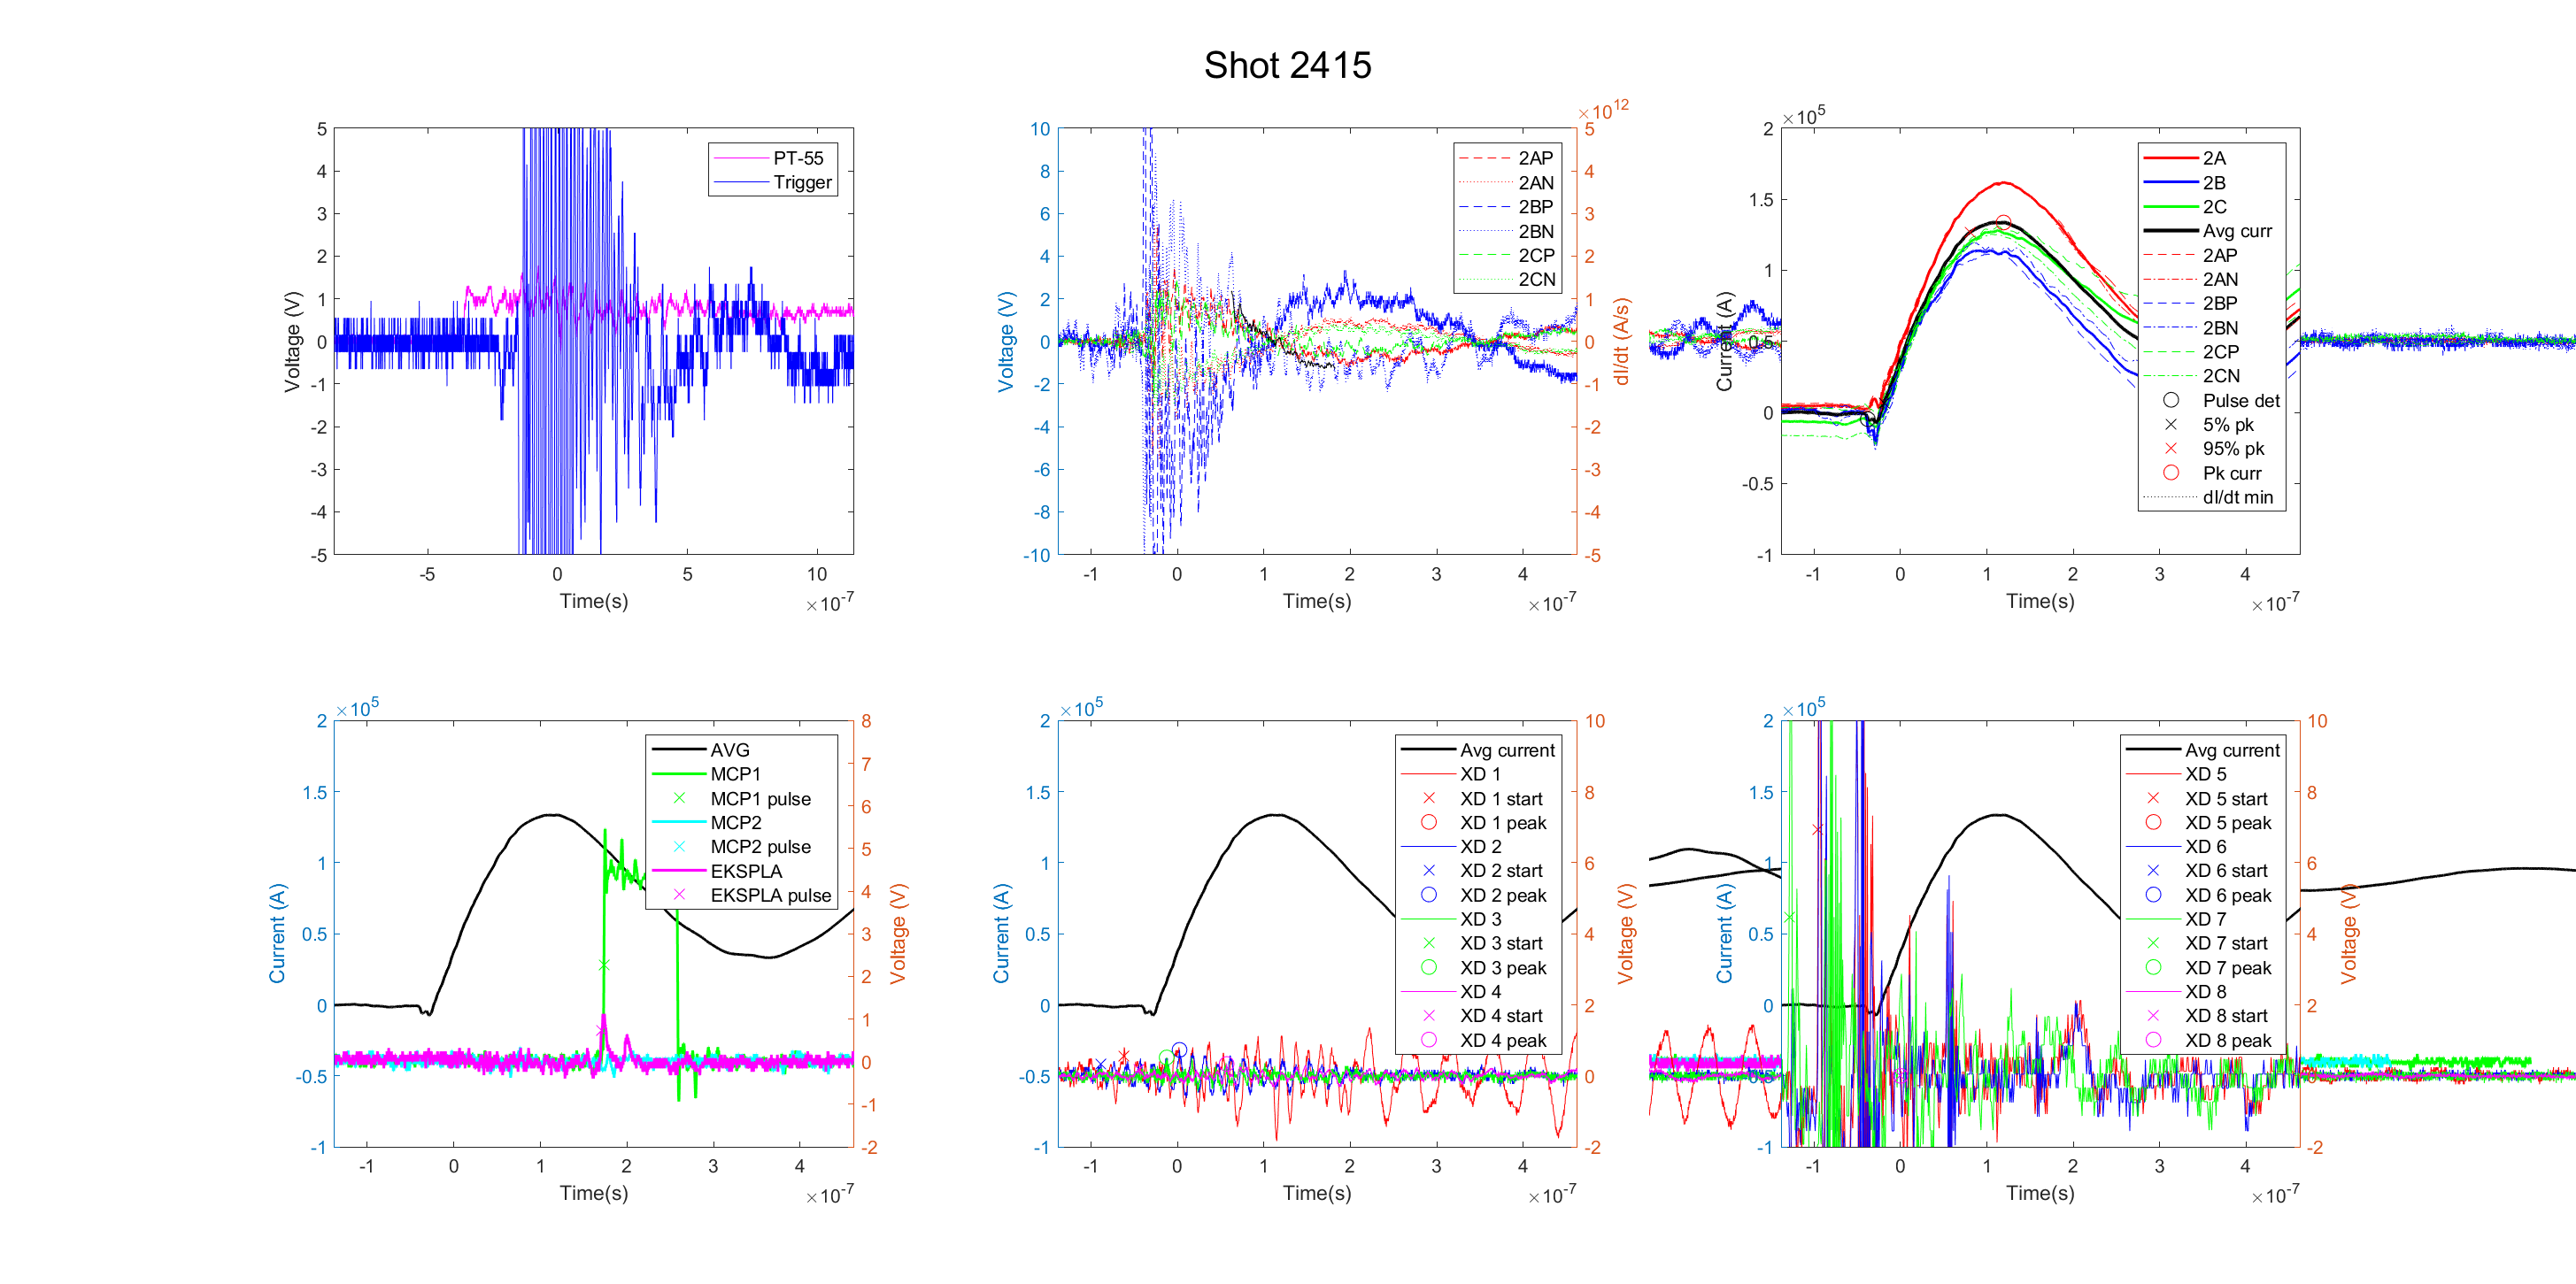 Shot 2415
5
4
3
2
1
0
-1
-2
-3
-4
-5
Voltage (V)
-5 0 5 10
Time(s)
×10-7
PT-55
Trigger
10
8
6
4
2
0
-2
-4
-6
-8
-10
Voltage (V)
-1 0 1 2 3 4
Time(s)
×10-7
×1012
5
4
3
2
1
0
-1
-2
-3
-4
-5
dI/dt (A/s)
2AP
2AN
2BP
2BN
2CP
2CN
×105
2
1.5
1
0.5
0
-0.5
-1
Current (A)
-1 0 1 2 3 4
Time(s)
×10-7
2A
2B
2C
Avg curr
2AP
2AN
2BP
2BN
2CP
2CN
Pulse det
5% pk
95% pk
Pk curr
dI/dt min
×105
2
1.5
1
0.5
0
-0.5
-1
Current (A)
-1 0 1 2 3 4
Time(s)
×10-7
8
7
6
5
4
3
2
1
0
-1
-2
Voltage (V)
AVG
MCP1
MCP1 pulse
MCP2
MCP2 pulse
EKSPLA
EKSPLA pulse
×105
2
1.5
1
0.5
0
-0.5
-1
Current (A)
-1 0 1 2 3 4
Time(s)
×10-7
10
8
6
4
2
0
-2
Voltage (V)
Avg current
XD 1
XD 1 start
XD 1 peak
XD 2
XD 2 start
XD 2 peak
XD 3
XD 3 start
XD 3 peak
XD 4
XD 4 start
XD 4 peak
×105
2
1.5
1
0.5
0
-0.5
-1
Current (A)
-1 0 1 2 3 4
Time(s)
×10-7
10
8
6
4
2
-2
Voltage (V)
Avg current
XD 5
XD 5 start
XD 5 peak
XD 6
XD 6 start
XD 6 peak
XD 7
XD 7 start
XD 7 peak
XD 8
XD 8 start
XD 8 peak